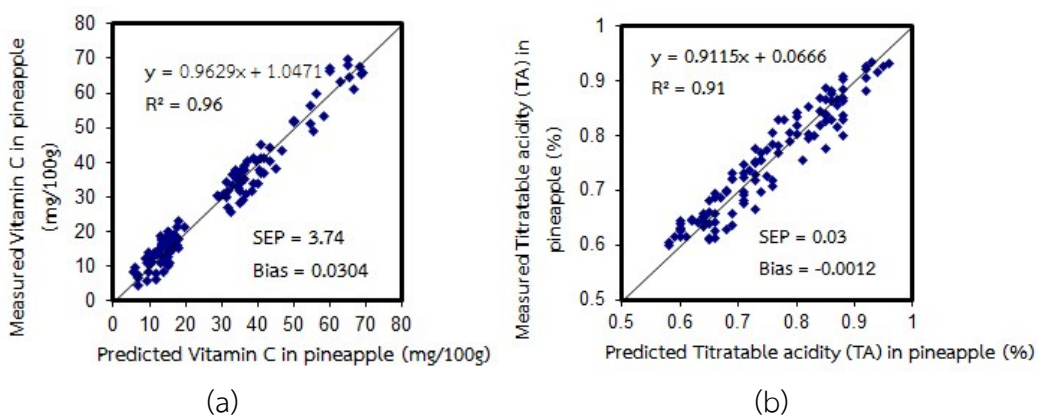 Measured Vitamin C in pineapple
(mg/100g)
80
70
60
50
40
30
20
10
0
y = 0.9629x + 1.0471
R² = 0.96
SEP = 3.74
Bias = 0.0304
0 10 20 30 40 50 60 70 80
Predicted Vitamin C in pineapple (mg/100g)
(a)
Measured Titratable acidity (TA) in
pineapple (%)
1
0.9
0.8
0.7
0.6
0.5
y = 0.9115x + 0.0666
R² = 0.91
SEP = 0.03
Bias = -0.0012
0.5 0.6 0.7 0.8 0.9 1
Predicted Titratable acidity (TA) in pineapple (%)
(b)